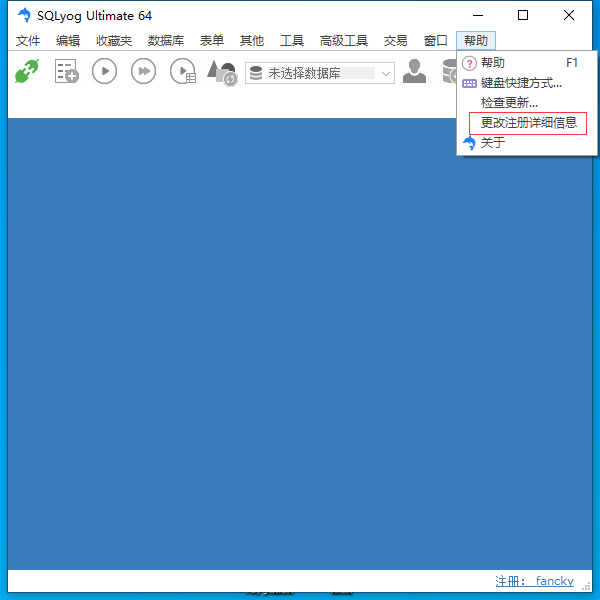 SQLyog Ultimate 64
文件 编辑 收藏夹 数据库 表单 其他 工具 高级工具 交易 窗口 帮助
未选择数据库
帮助 F1
键盘快捷方式...
检查更新...
更改注册详细信息
关于
注册: fancky